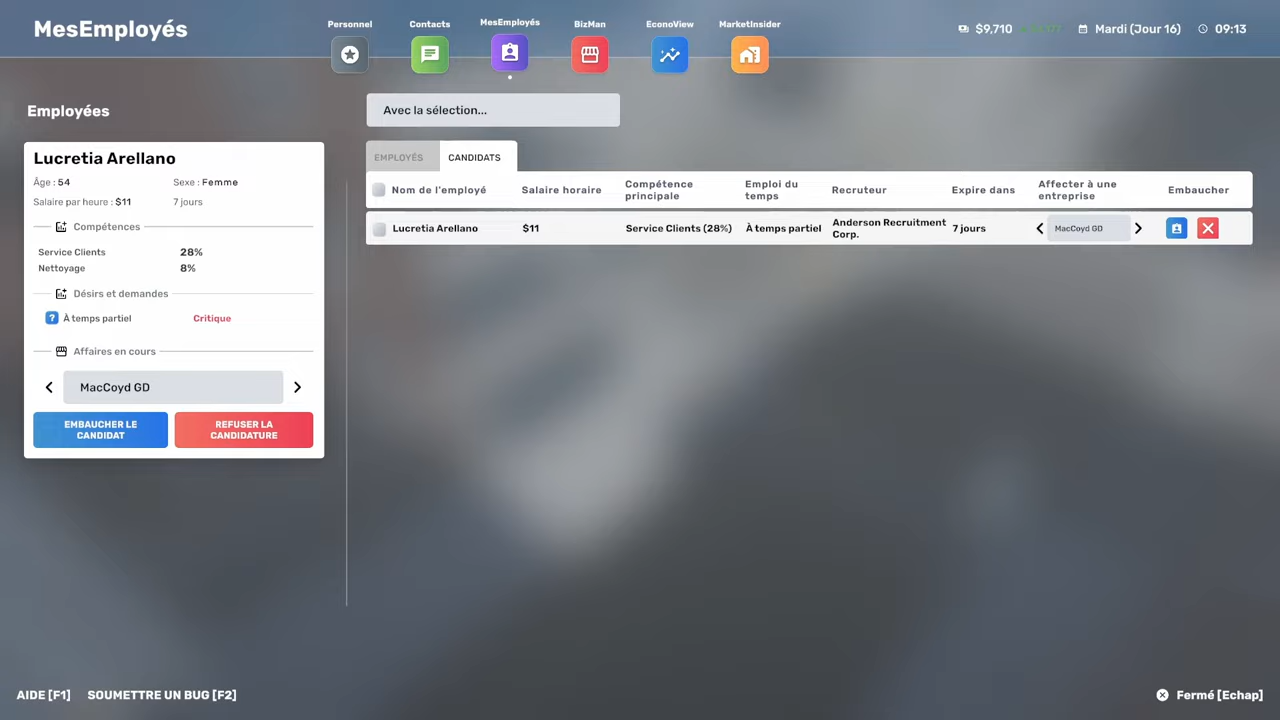 MesEmployés
Personnel
Contacts
MesEmployés
BizMan
EconoView
MarketInsider
$9,710
Mardi (Jour 16)
09:13
Employées
Lucretia Arellano
Âge : 54
Sexe : Femme
Salaire par heure : $11
7 jours
Compétences
Service Clients 28%
Nettoyage 8%
Désirs et demandes
? À temps partiel Critique
Affaires en cours
MacCoyd GD
EMBAUCHER LE
CANDIDAT
REFUSER LA
CANDIDATURE
Avec la sélection...
EMPLOYÉS
CANDIDATS
Nom de l'employé
Salaire horaire
Compétence
principale
Emploi du
temps
Recruteur
Expire dans
Affecter à une
entreprise
Embaucher
Lucretia Arellano
$11
Service Clients (28%)
À temps partiel
Anderson Recruitment
Corp.
7 jours
MacCoyd GD
AIDE [F1]
SOUMETTRE UN BUG [F2]
Fermé [Echap]